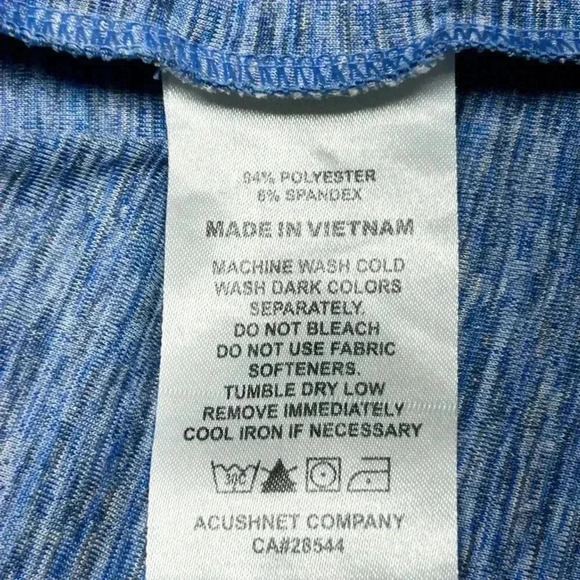 94% POLYESTER
6% SPANDEX
MADE IN VIETNAM
MACHINE WASH COLD
WASH DARK COLORS
SEPARATELY.
DO NOT BLEACH
DO NOT USE FABRIC
SOFTENERS.
TUMBLE DRY LOW
REMOVE IMMEDIATELY
COOL IRON IF NECESSARY
30C
ACUSHNET COMPANY
CA#28544